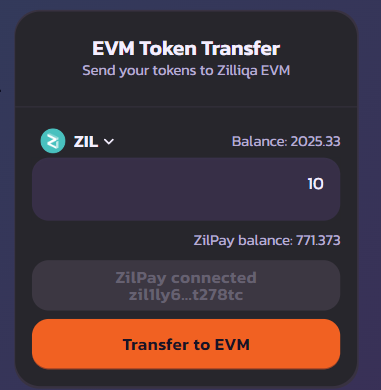 EVM Token Transfer
Send your tokens to Zilliqa EVM
ZIL Balance: 2025.33
10
ZilPay balance: 771.373
ZilPay connected
zil1ly6...t278tc
Transfer to EVM